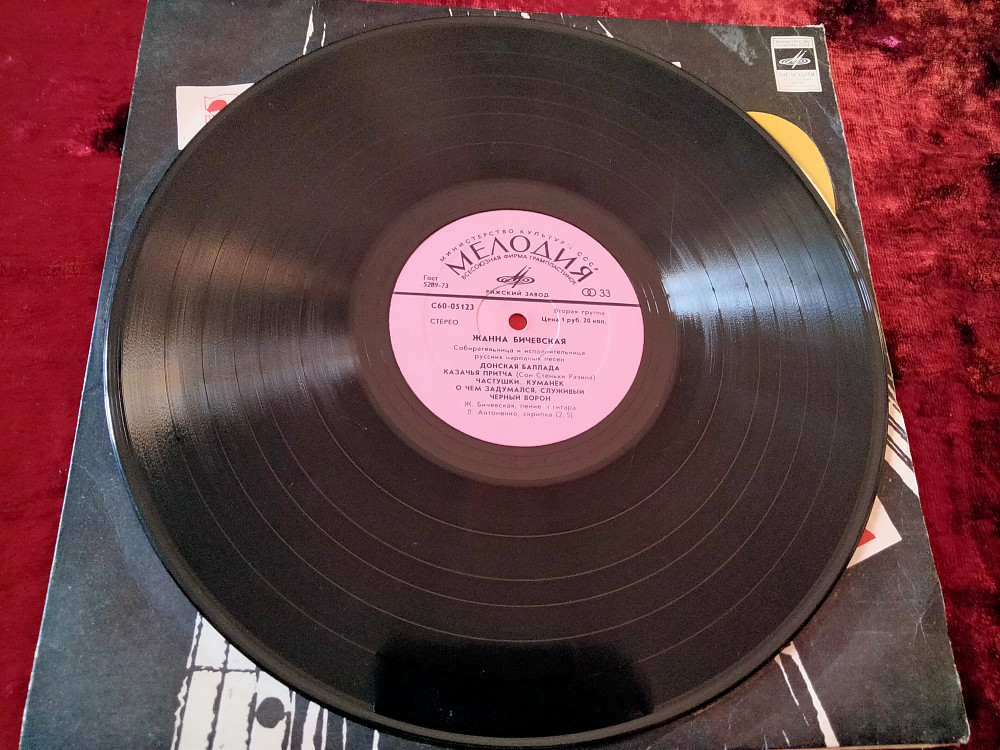 МИНИСТЕРСТВО КУЛЬТУРЫ СССР
МЕЛОДИЯ
ВСЕСОЮЗНАЯ ФИРМА ГРАМПЛАСТИНОК
Гост
5289-73
РИЖСКИЙ ЗАВОД
33
С60-05123
Вторая группа
СТЕРЕО
Цена 1 руб. 20 коп.
ЖАННА БИЧЕВСКАЯ
Собирательница и исполнительница
русских народных песен
ДОНСКАЯ БАЛЛАДА
КАЗАЧЬЯ ПРИТЧА (Сон Стеньки Разина)
ЧАСТУШКИ. КУМАНЕК
О ЧЕМ ЗАДУМАЛСЯ, СЛУЖИВЫЙ
ЧЕРНЫЙ ВОРОН
Ж. Бичевская, пение и гитара
В. Антоненко, скрипка (2, 5)